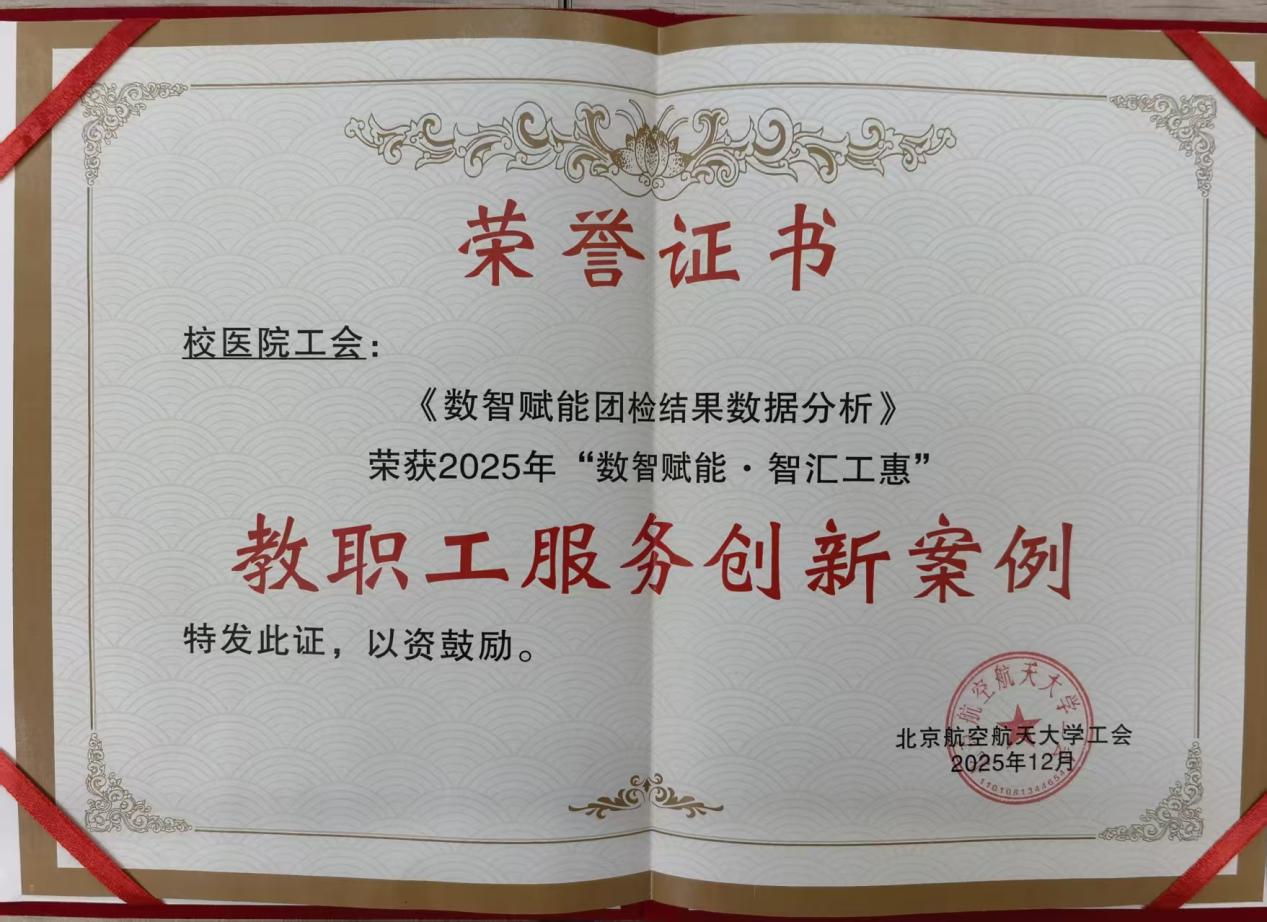 荣誉证书
校医院工会：
《数智赋能团检结果数据分析》
荣获2025年“数智赋能·智汇工惠”
教职工服务创新案例
特发此证，以资鼓励。
北京航空航天大学工会
2025年12月